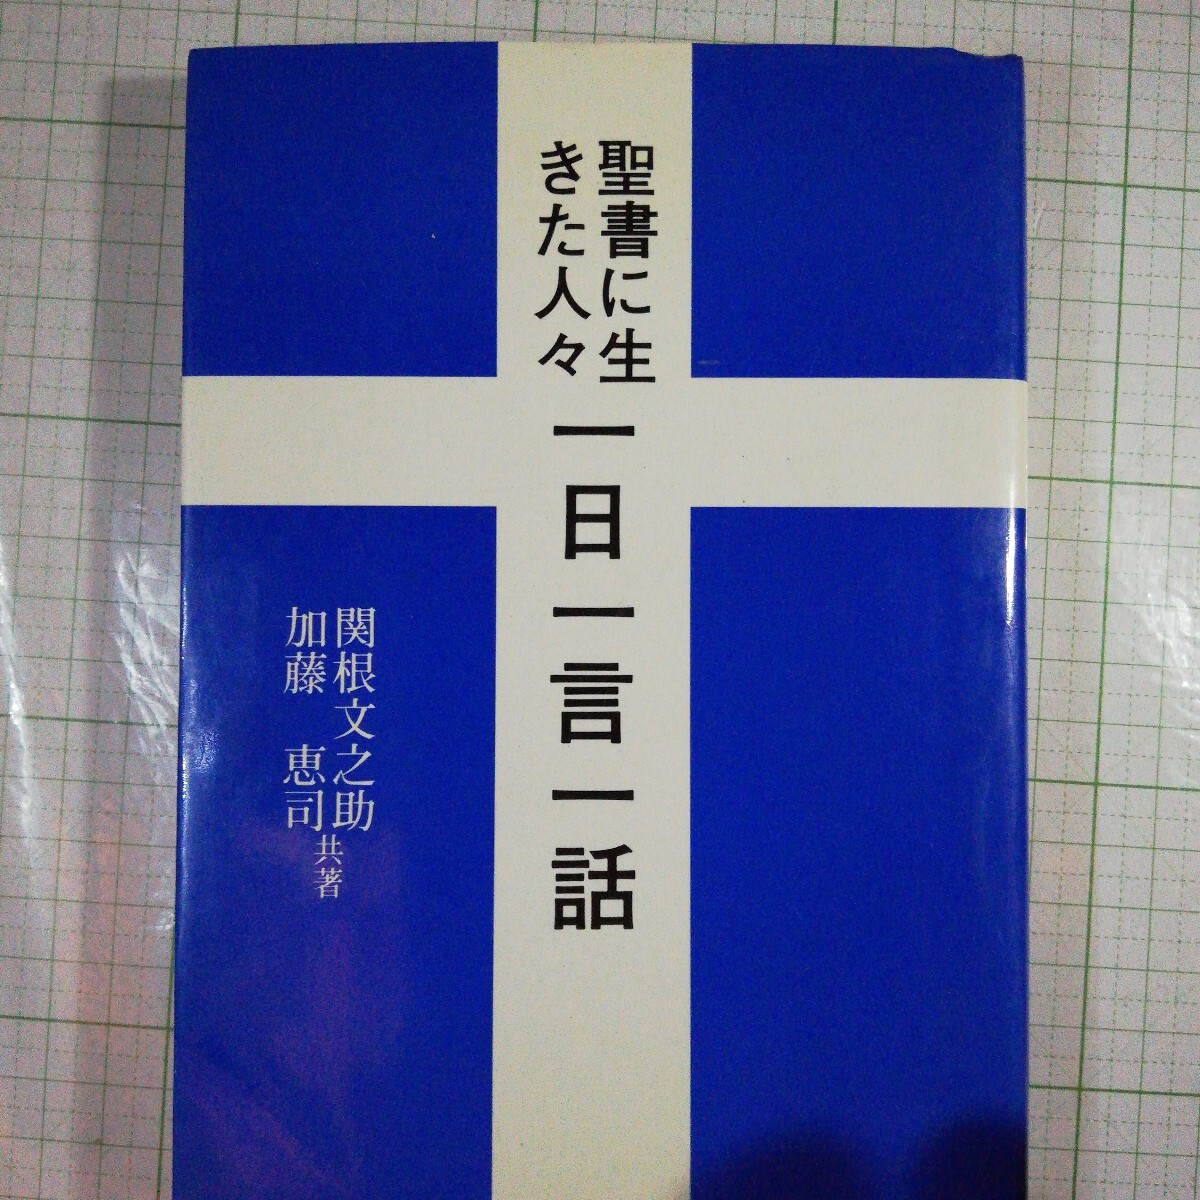 聖書に生
きた人々
一日一言一話
関根文之助
加藤 恵司
共著